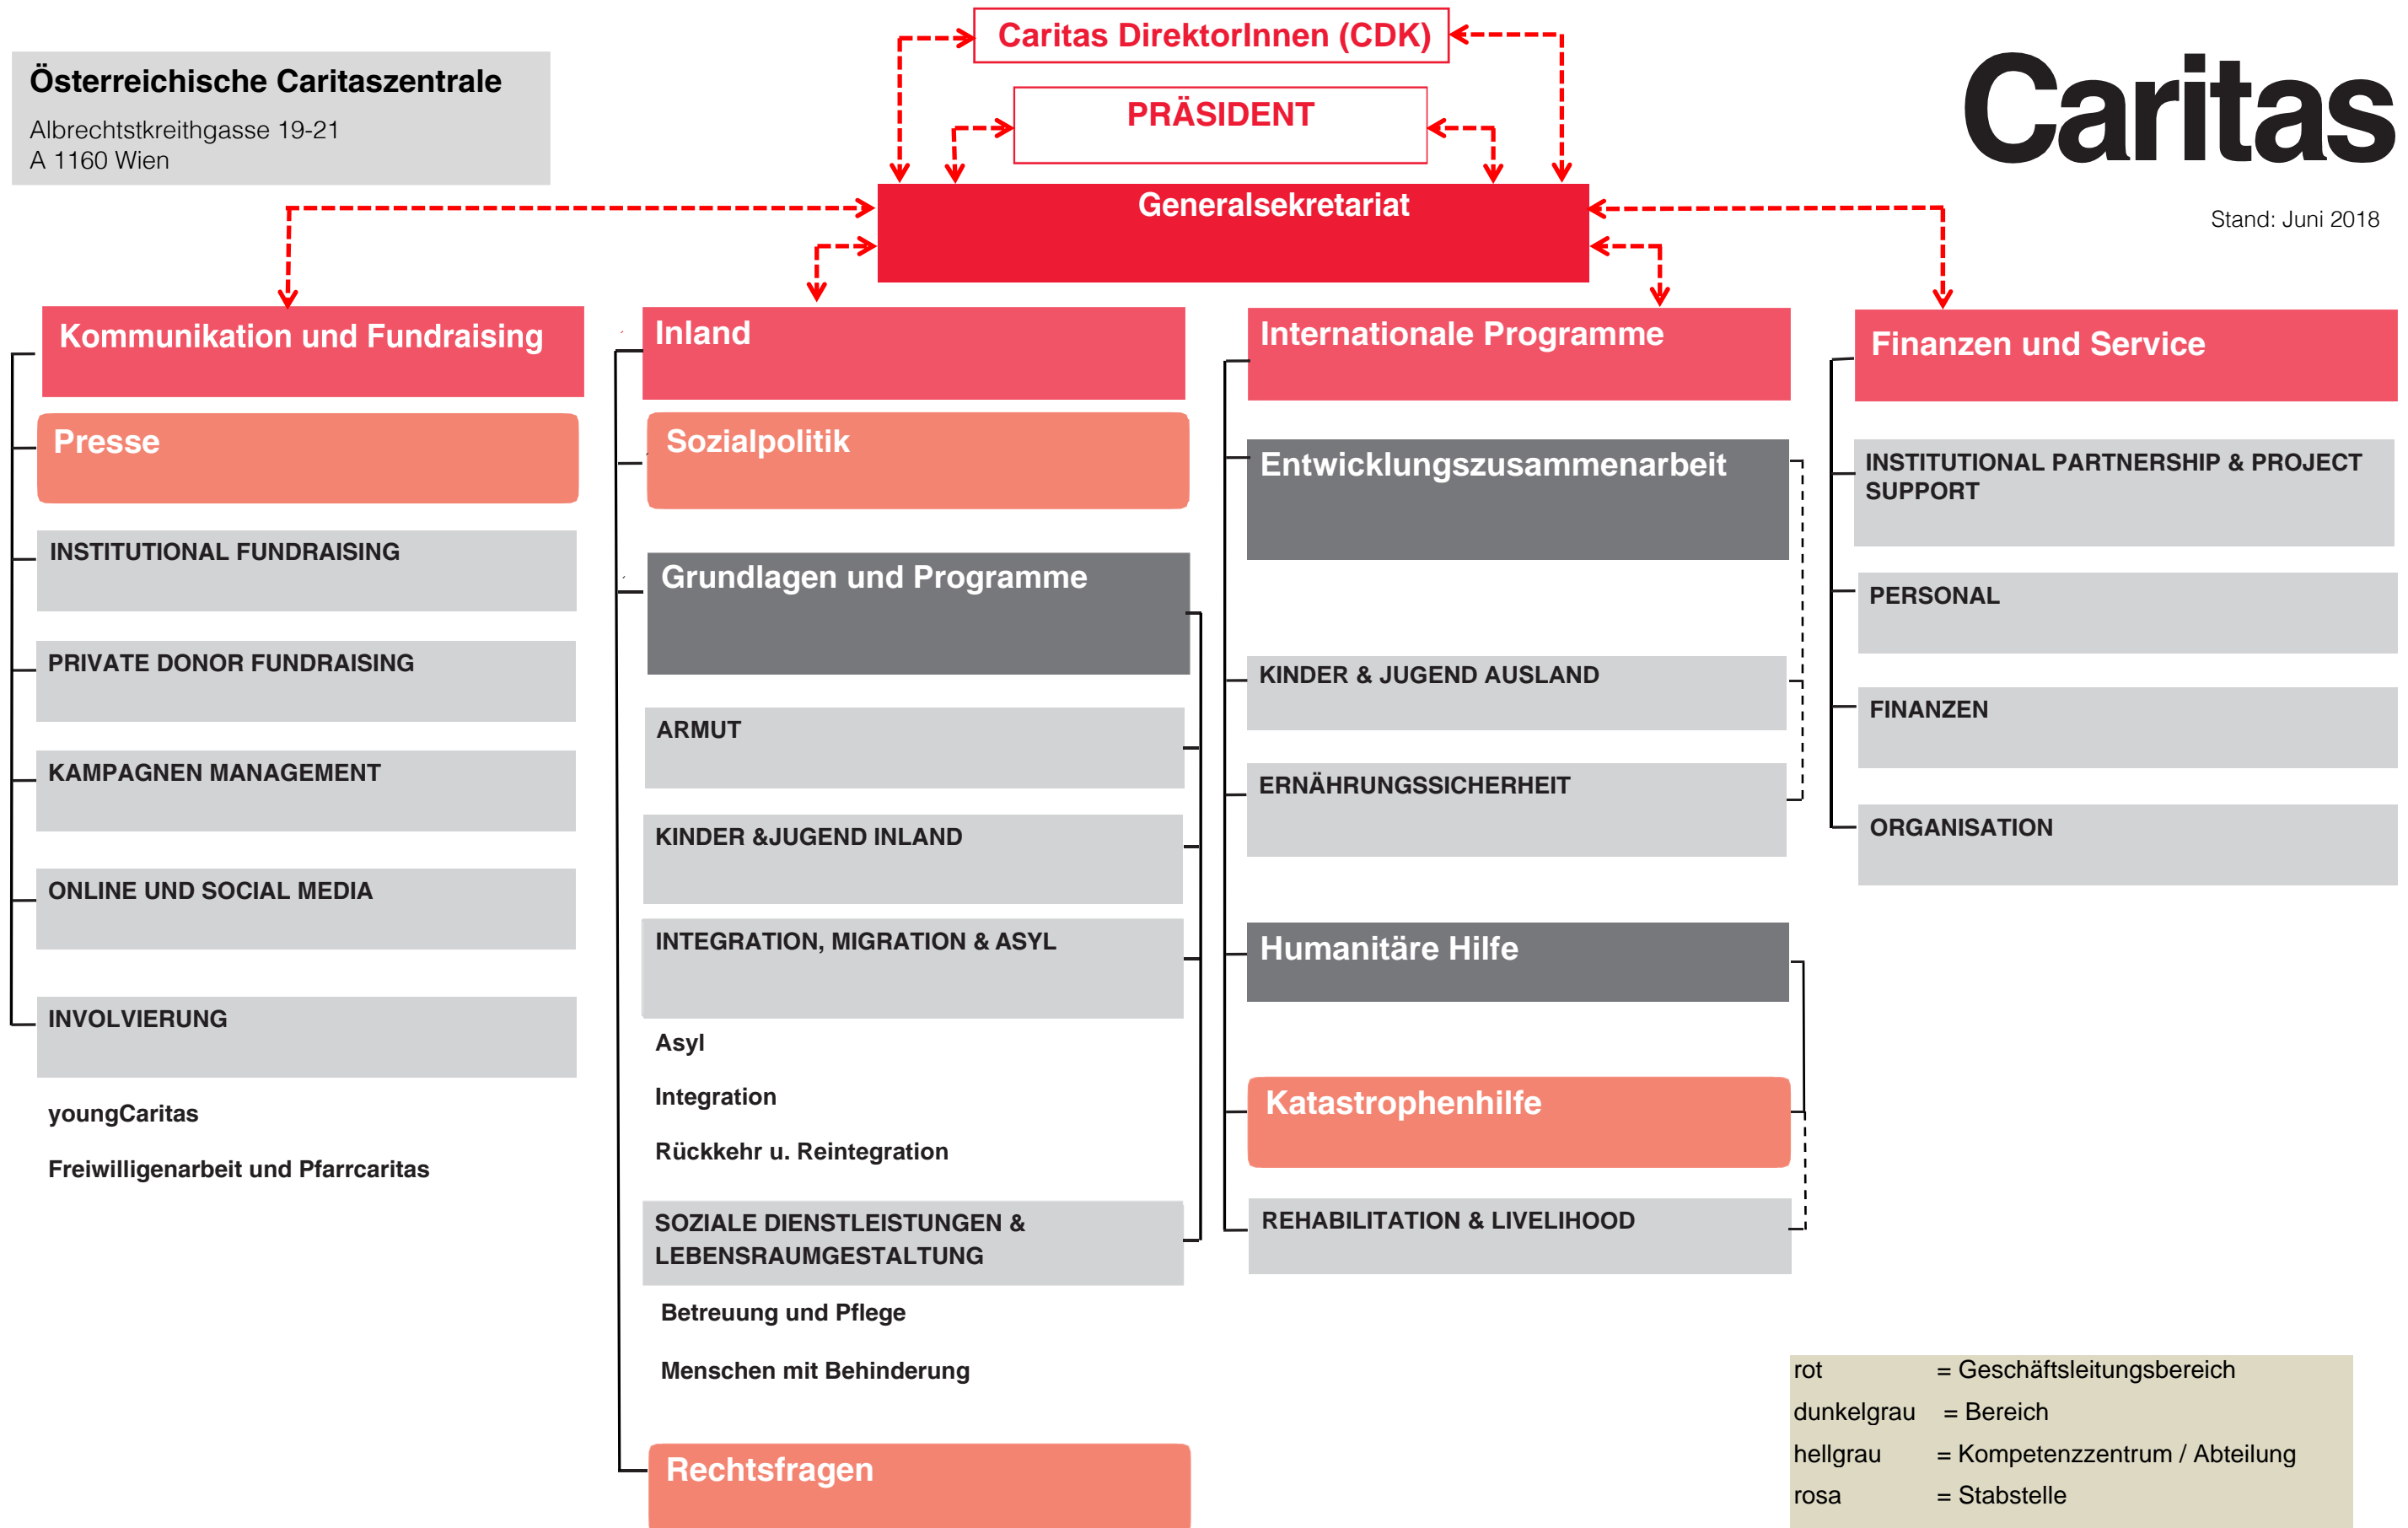 Österreichische Caritaszentrale
Albrechtstkreithgasse 19-21
A 1160 Wien
Caritas DirektorInnen (CDK)
PRÄSIDENT
Generalsekretariat
Caritas
Stand: Juni 2018
Kommunikation und Fundraising
Presse
INSTITUTIONAL FUNDRAISING
PRIVATE DONOR FUNDRAISING
KAMPAGNEN MANAGEMENT
ONLINE UND SOCIAL MEDIA
INVOLVIERUNG
youngCaritas
Freiwilligenarbeit und Pfarrcaritas
Inland
Sozialpolitik
Grundlagen und Programme
ARMUT
KINDER &JUGEND INLAND
INTEGRATION, MIGRATION & ASYL
Asyl
Integration
Rückkehr u. Reintegration
SOZIALE DIENSTLEISTUNGEN &
LEBENSRAUMGESTALTUNG
Betreuung und Pflege
Menschen mit Behinderung
Rechtsfragen
Internationale Programme
Entwicklungszusammenarbeit
KINDER & JUGEND AUSLAND
ERNÄHRUNGSSICHERHEIT
Humanitäre Hilfe
Katastrophenhilfe
REHABILITATION & LIVELIHOOD
Finanzen und Service
INSTITUTIONAL PARTNERSHIP & PROJECT
SUPPORT
PERSONAL
FINANZEN
ORGANISATION
rot = Geschäftsleitungsbereich
dunkelgrau = Bereich
hellgrau = Kompetenzzentrum / Abteilung
rosa = Stabstelle